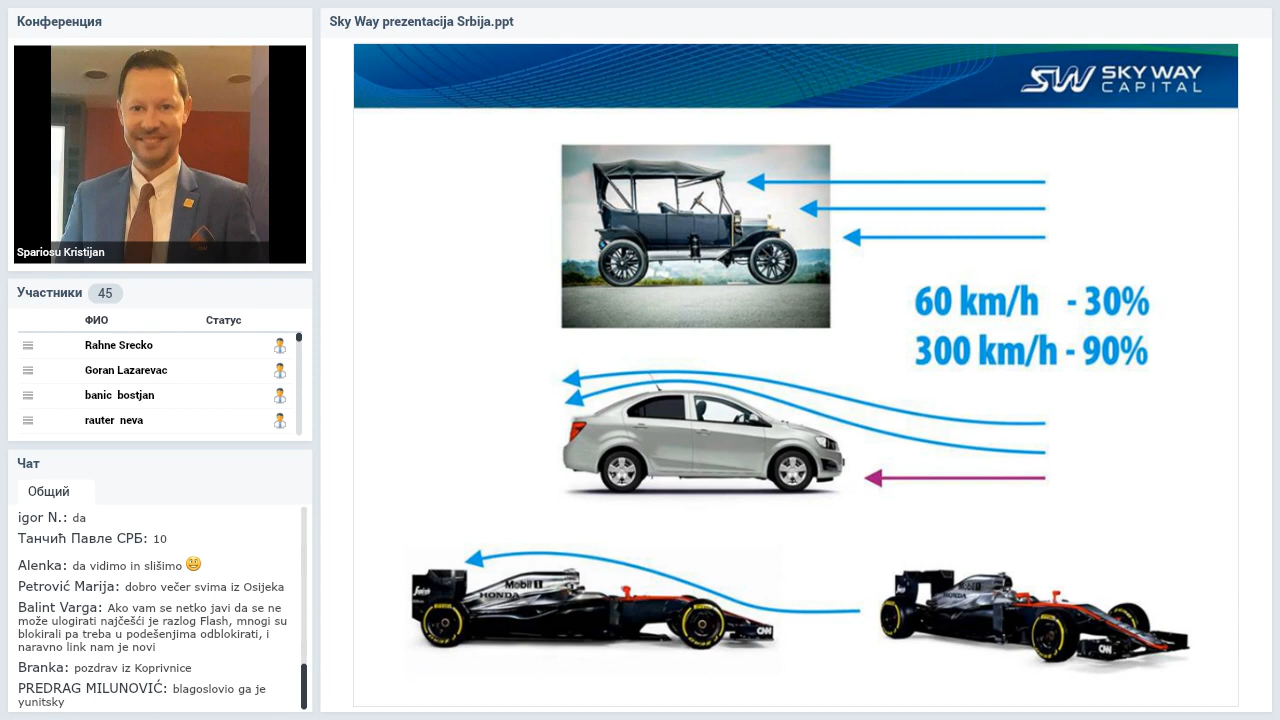 Конференция
Spariosu Kristijan
Участники 45
ФИО Статус
Rahne Srecko
Goran Lazarevac
banic bostjan
rauter neva
Чат
Общий
igor N.: da
Танчић Павле СРБ: 10
Alenka: da vidimo in slišimo
Petrović Marija: dobro večer svima iz Osijeka
Balint Varga: Ako vam se netko javi da se ne
može ulogirati najčešći je razlog Flash, mnogi su
blokirali pa treba u podešenjima odblokirati, i
naravno link nam je novi
Branka: pozdrav iz Koprivnice
PREDRAG MILUNOVIĆ: blagoslovio ga je
yunitsky
Sky Way prezentacija Srbija.ppt
SW SKY WAY
CAPITAL
60 km/h - 30%
300 km/h - 90%
Mobil 1
HONDA
CNN
CNN